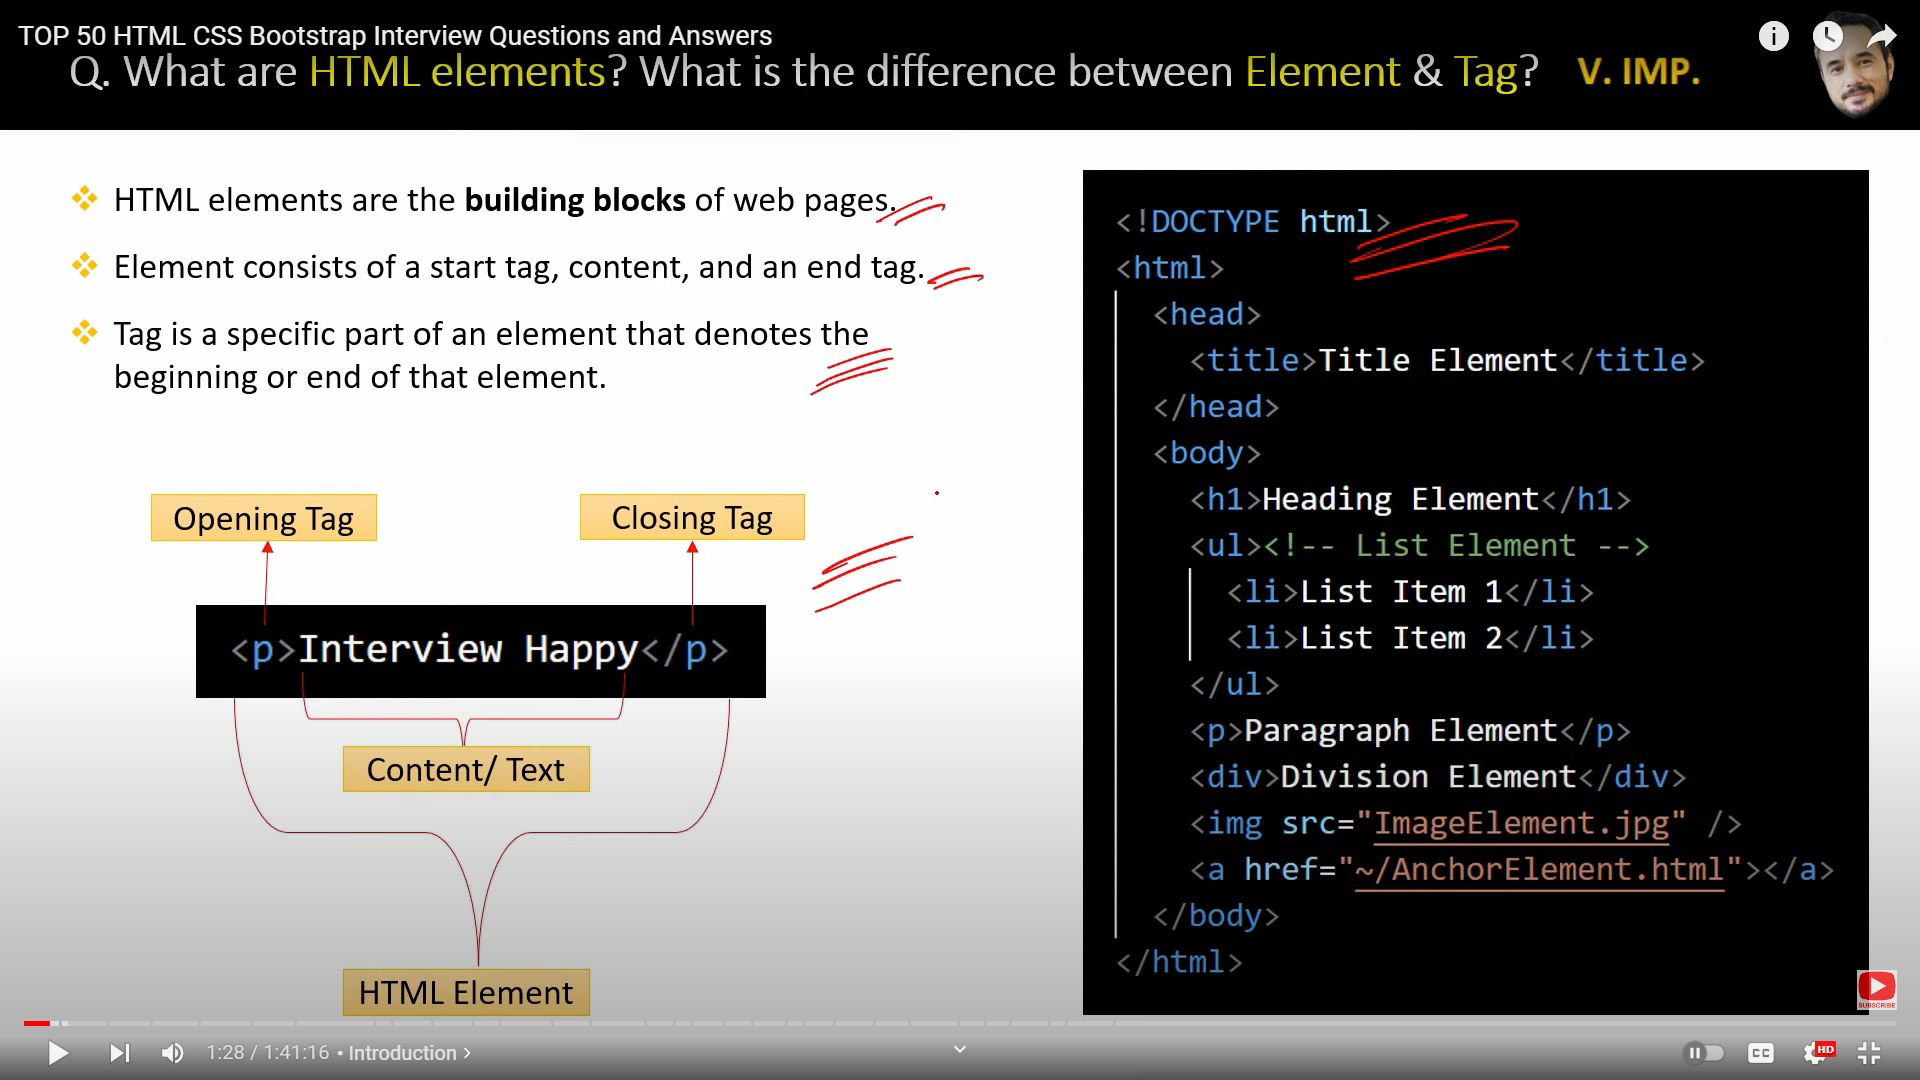 TOP 50 HTML CSS Bootstrap Interview Questions and Answers
Q. What are HTML elements? What is the difference between Element & Tag? V. IMP.
HTML elements are the building blocks of web pages.
Element consists of a start tag, content, and an end tag.
Tag is a specific part of an element that denotes the
beginning or end of that element.
Opening Tag
Closing Tag
<p>Interview Happy</p>
Content/ Text
HTML Element
<!DOCTYPE html>
<html>
<head>
<title>Title Element</title>
</head>
<body>
<h1>Heading Element</h1>
<ul><!-- List Element -->
<li>List Item 1</li>
<li>List Item 2</li>
</ul>
<p>Paragraph Element</p>
<div>Division Element</div>
<img src="ImageElement.jpg" />
<a href="~/AnchorElement.html"></a>
</body>
</html>
SUBSCRIBE
1:28 / 1:41:16 • Introduction >
CC
HD